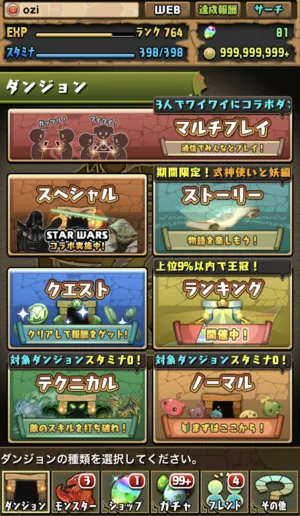 ozi
WEB
達成報酬
サーチ
EXP
ランク 764
81
スタミナ
398/398
999,999,999+
ダンジョン
3人でワイワイにコラボダ
ガッツリ!
ワイワイ!
マルチプレイ
通信でみんなとプレイ!
期間限定!式神使いと妖編
スペシャル
ストーリー
STAR WARS
コラボ実施中!
物語を楽しもう!
上位9%以内で王冠!
クエスト
ランキング
クリアして報酬をゲット!
開催中!
対象ダンジョンスタミナ0!
対象ダンジョンスタミナ0!
テクニカル
ノーマル
敵のスキルを打ち破れ!
まずはここから!
ダンジョンの種類を選択してください。
3
1
99+
4
ダンジョン
モンスター
ショップ
ガチャ
フレンド
その他